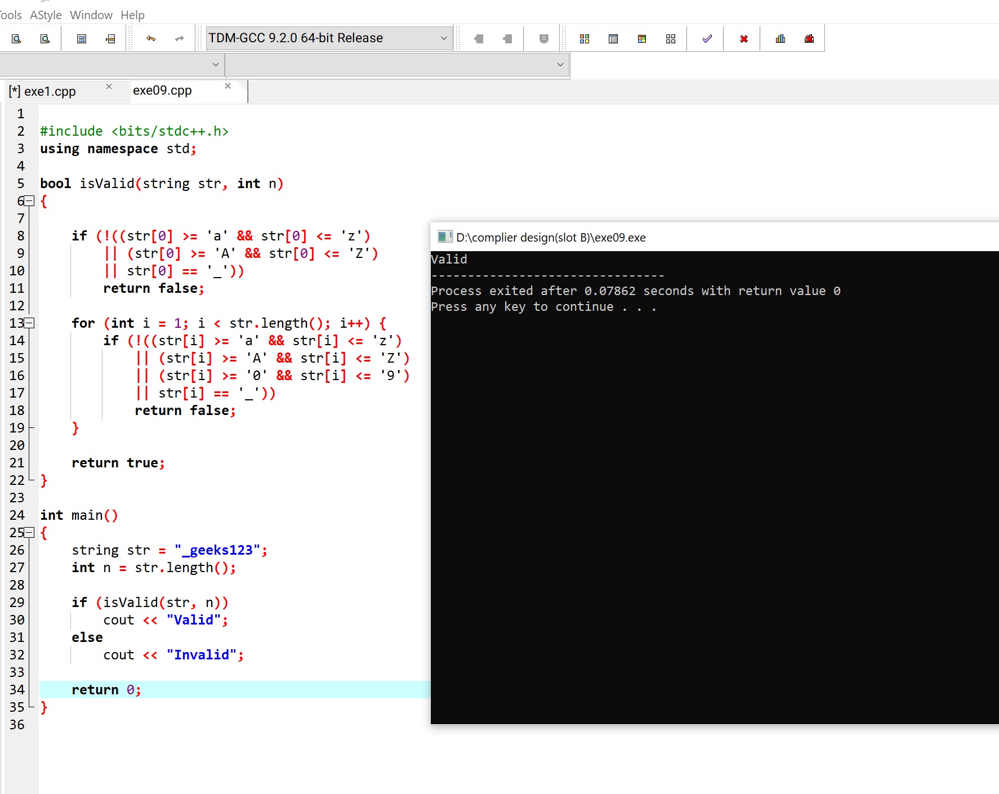 ools AStyle Window Help
TDM-GCC 9.2.0 64-bit Release
[*] exe1.cpp exe09.cpp
1
2 #include <bits/stdc++.h>
3 using namespace std;
4
5 bool isValid(string str, int n)
6 {
7
8 if (!((str[0] >= 'a' && str[0] <= 'z')
9 || (str[0] >= 'A' && str[0] <= 'Z')
10 || str[0] == '_'))
11 return false;
12
13 for (int i = 1; i < str.length(); i++) {
14 if (!((str[i] >= 'a' && str[i] <= 'z')
15 || (str[i] >= 'A' && str[i] <= 'Z')
16 || (str[i] >= '0' && str[i] <= '9')
17 || str[i] == '_'))
18 return false;
19 }
20
21 return true;
22 }
23
24 int main()
25 {
26 string str = "_geeks123";
27 int n = str.length();
28
29 if (isValid(str, n))
30 cout << "Valid";
31 else
32 cout << "Invalid";
33
34 return 0;
35 }
36
D:\complier design(slot B)\exe09.exe
Valid
--------------------------------
Process exited after 0.07862 seconds with return value 0
Press any key to continue . . .